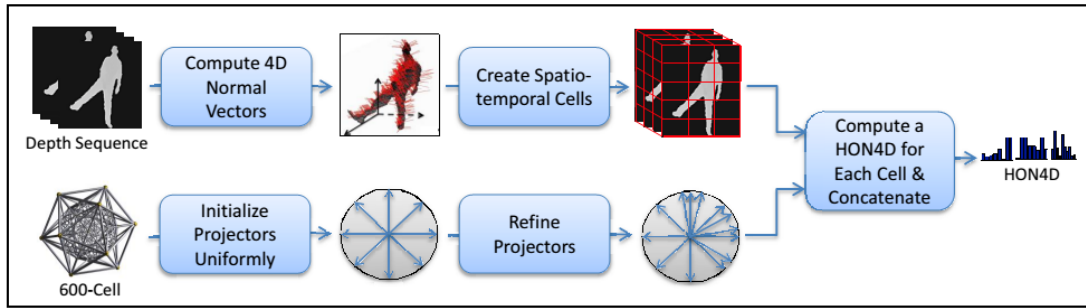 Depth Sequence
Compute 4D
Normal
Vectors
Create Spatio-
temporal Cells
600-Cell
Initialize
Projectors
Uniformly
Refine
Projectors
Compute a
HON4D for
Each Cell &
Concatenate
HON4D